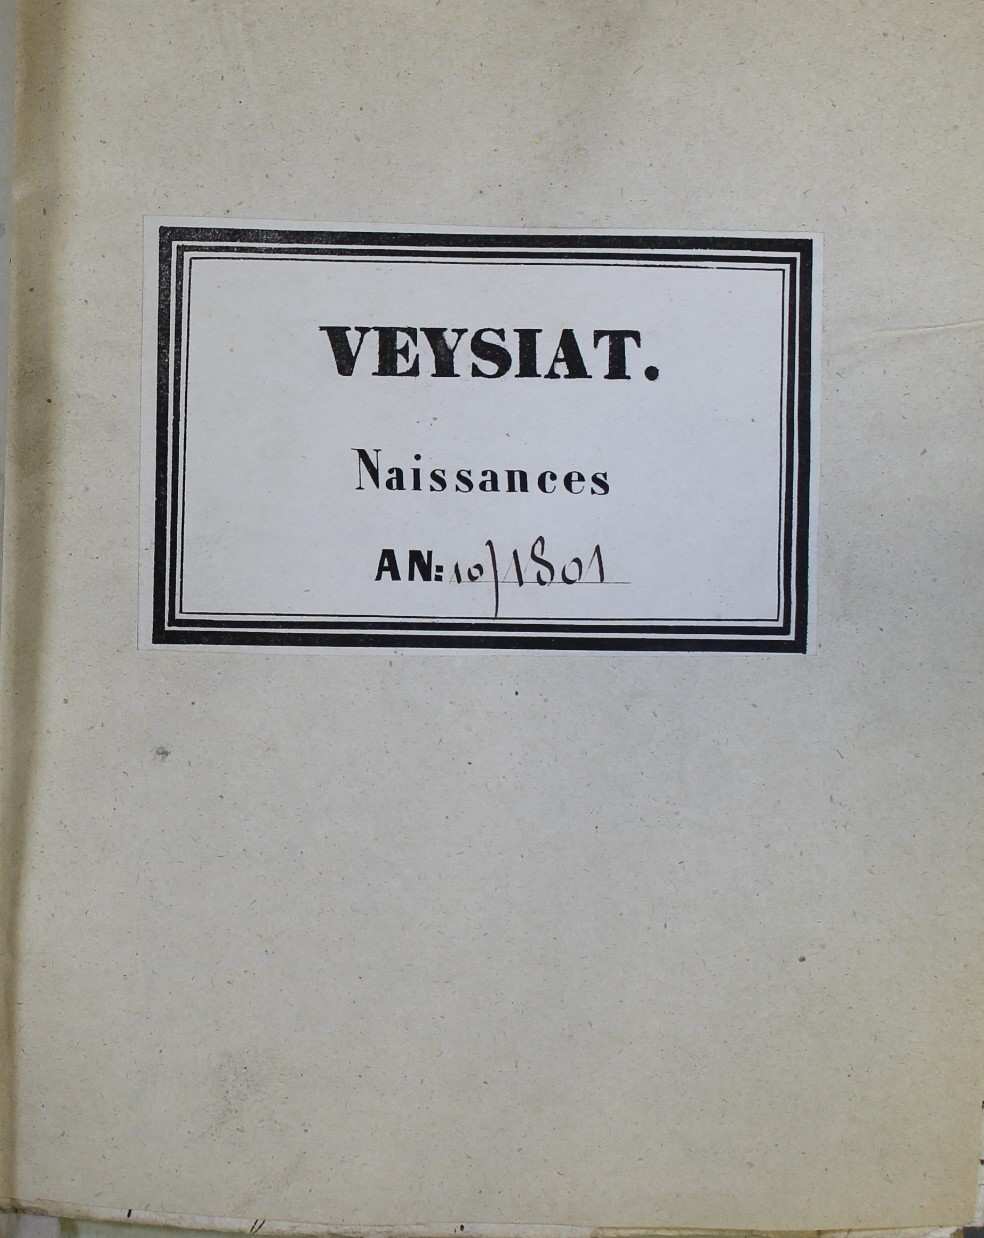 VEYSIAT.
Naissances
AN: 10/1801